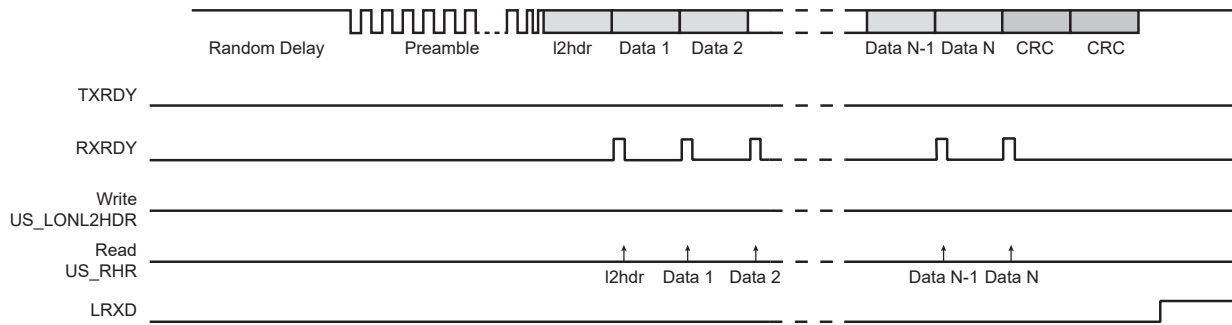 Random Delay Preamble l2hdr Data 1 Data 2 Data N-1 Data N CRC CRC
TXRDY
RXRDY
Write
US_LONL2HDR
Read
US_RHR
l2hdr Data 1 Data 2 Data N-1 Data N
LRXD